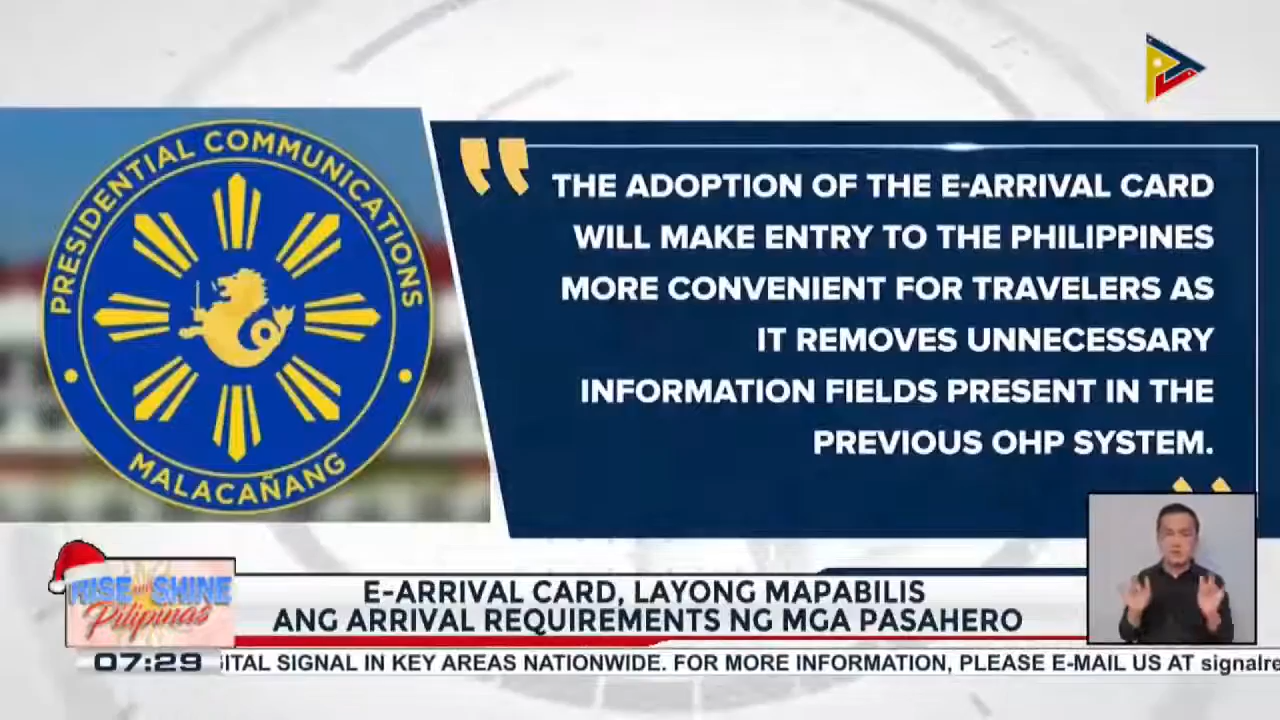 PRESIDENTIAL COMMUNICATIONS
MALACAÑANG
THE ADOPTION OF THE E-ARRIVAL CARD
WILL MAKE ENTRY TO THE PHILIPPINES
MORE CONVENIENT FOR TRAVELERS AS
IT REMOVES UNNECESSARY
INFORMATION FIELDS PRESENT IN THE
PREVIOUS OHP SYSTEM.
RISE and SHINE
Pilipinas
E-ARRIVAL CARD, LAYONG MAPABILIS
ANG ARRIVAL REQUIREMENTS NG MGA PASAHERO
07:29
GITAL SIGNAL IN KEY AREAS NATIONWIDE. FOR MORE INFORMATION, PLEASE E-MAIL US AT signalre